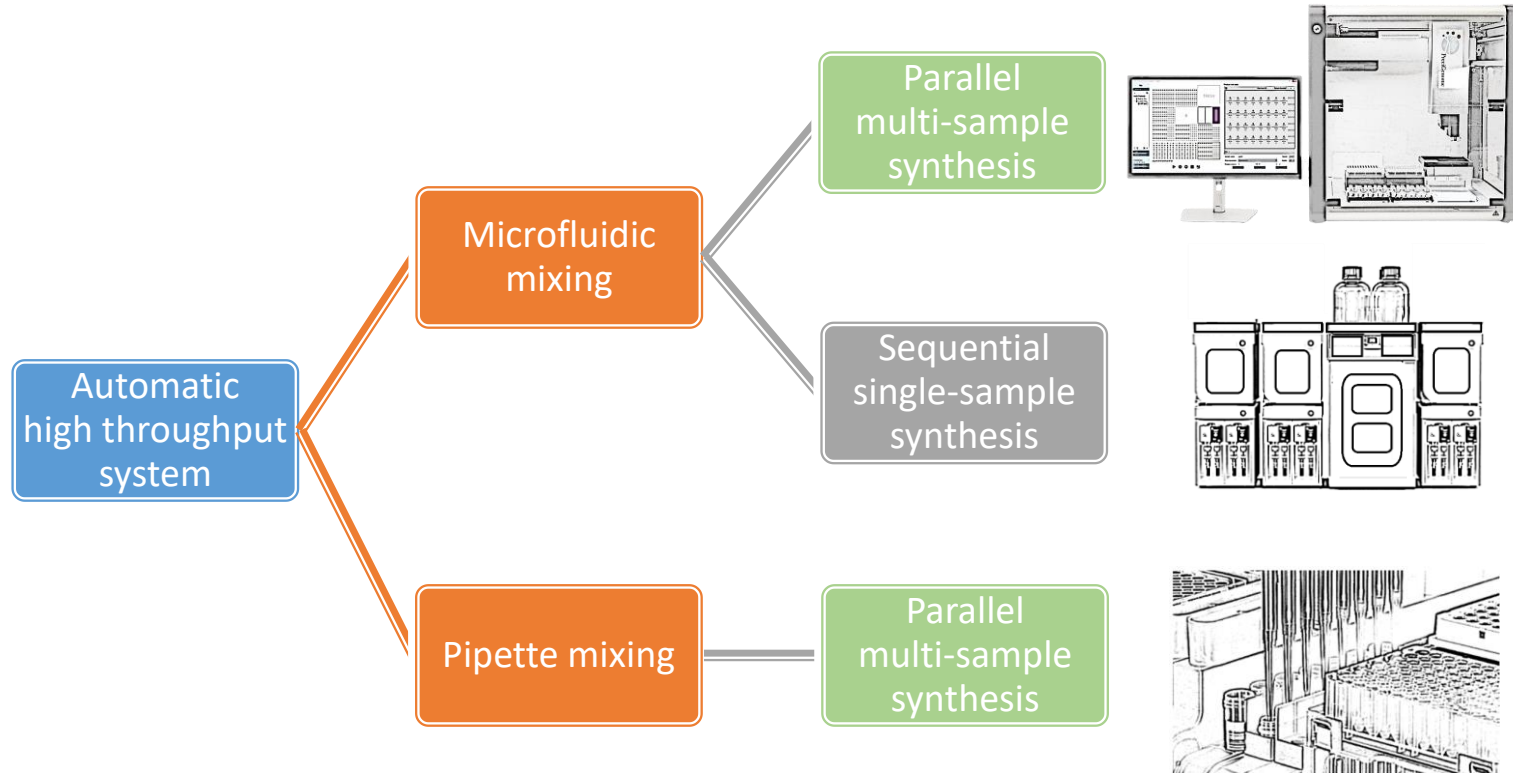 Parallel
multi-sample
synthesis
Microfluidic
mixing
Sequential
single-sample
synthesis
Automatic
high throughput
system
Pipette mixing
Parallel
multi-sample
synthesis